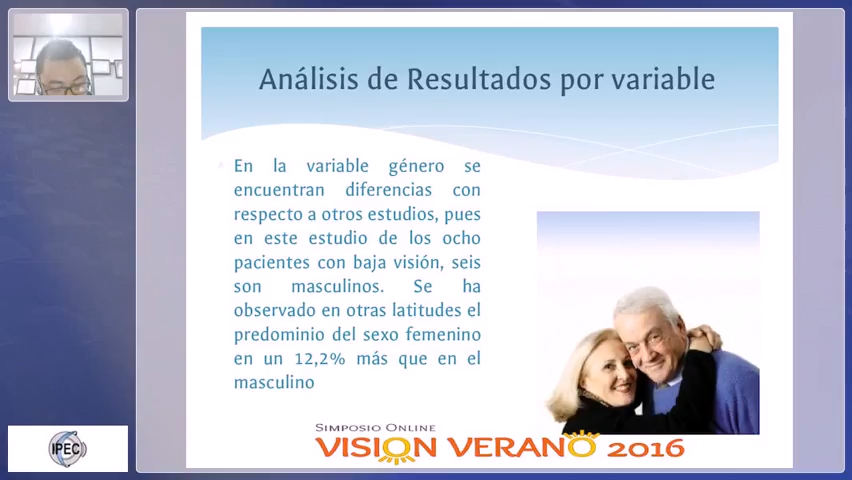 Análisis de Resultados por variable
En la variable género se
encuentran diferencias con
respecto a otros estudios, pues
en este estudio de los ocho
pacientes con baja visión, seis
son masculinos. Se ha
observado en otras latitudes el
predominio del sexo femenino
en un 12,2% más que en el
masculino
SIMPOSIO ONLINE
VISION VERANO 2016
IPEC